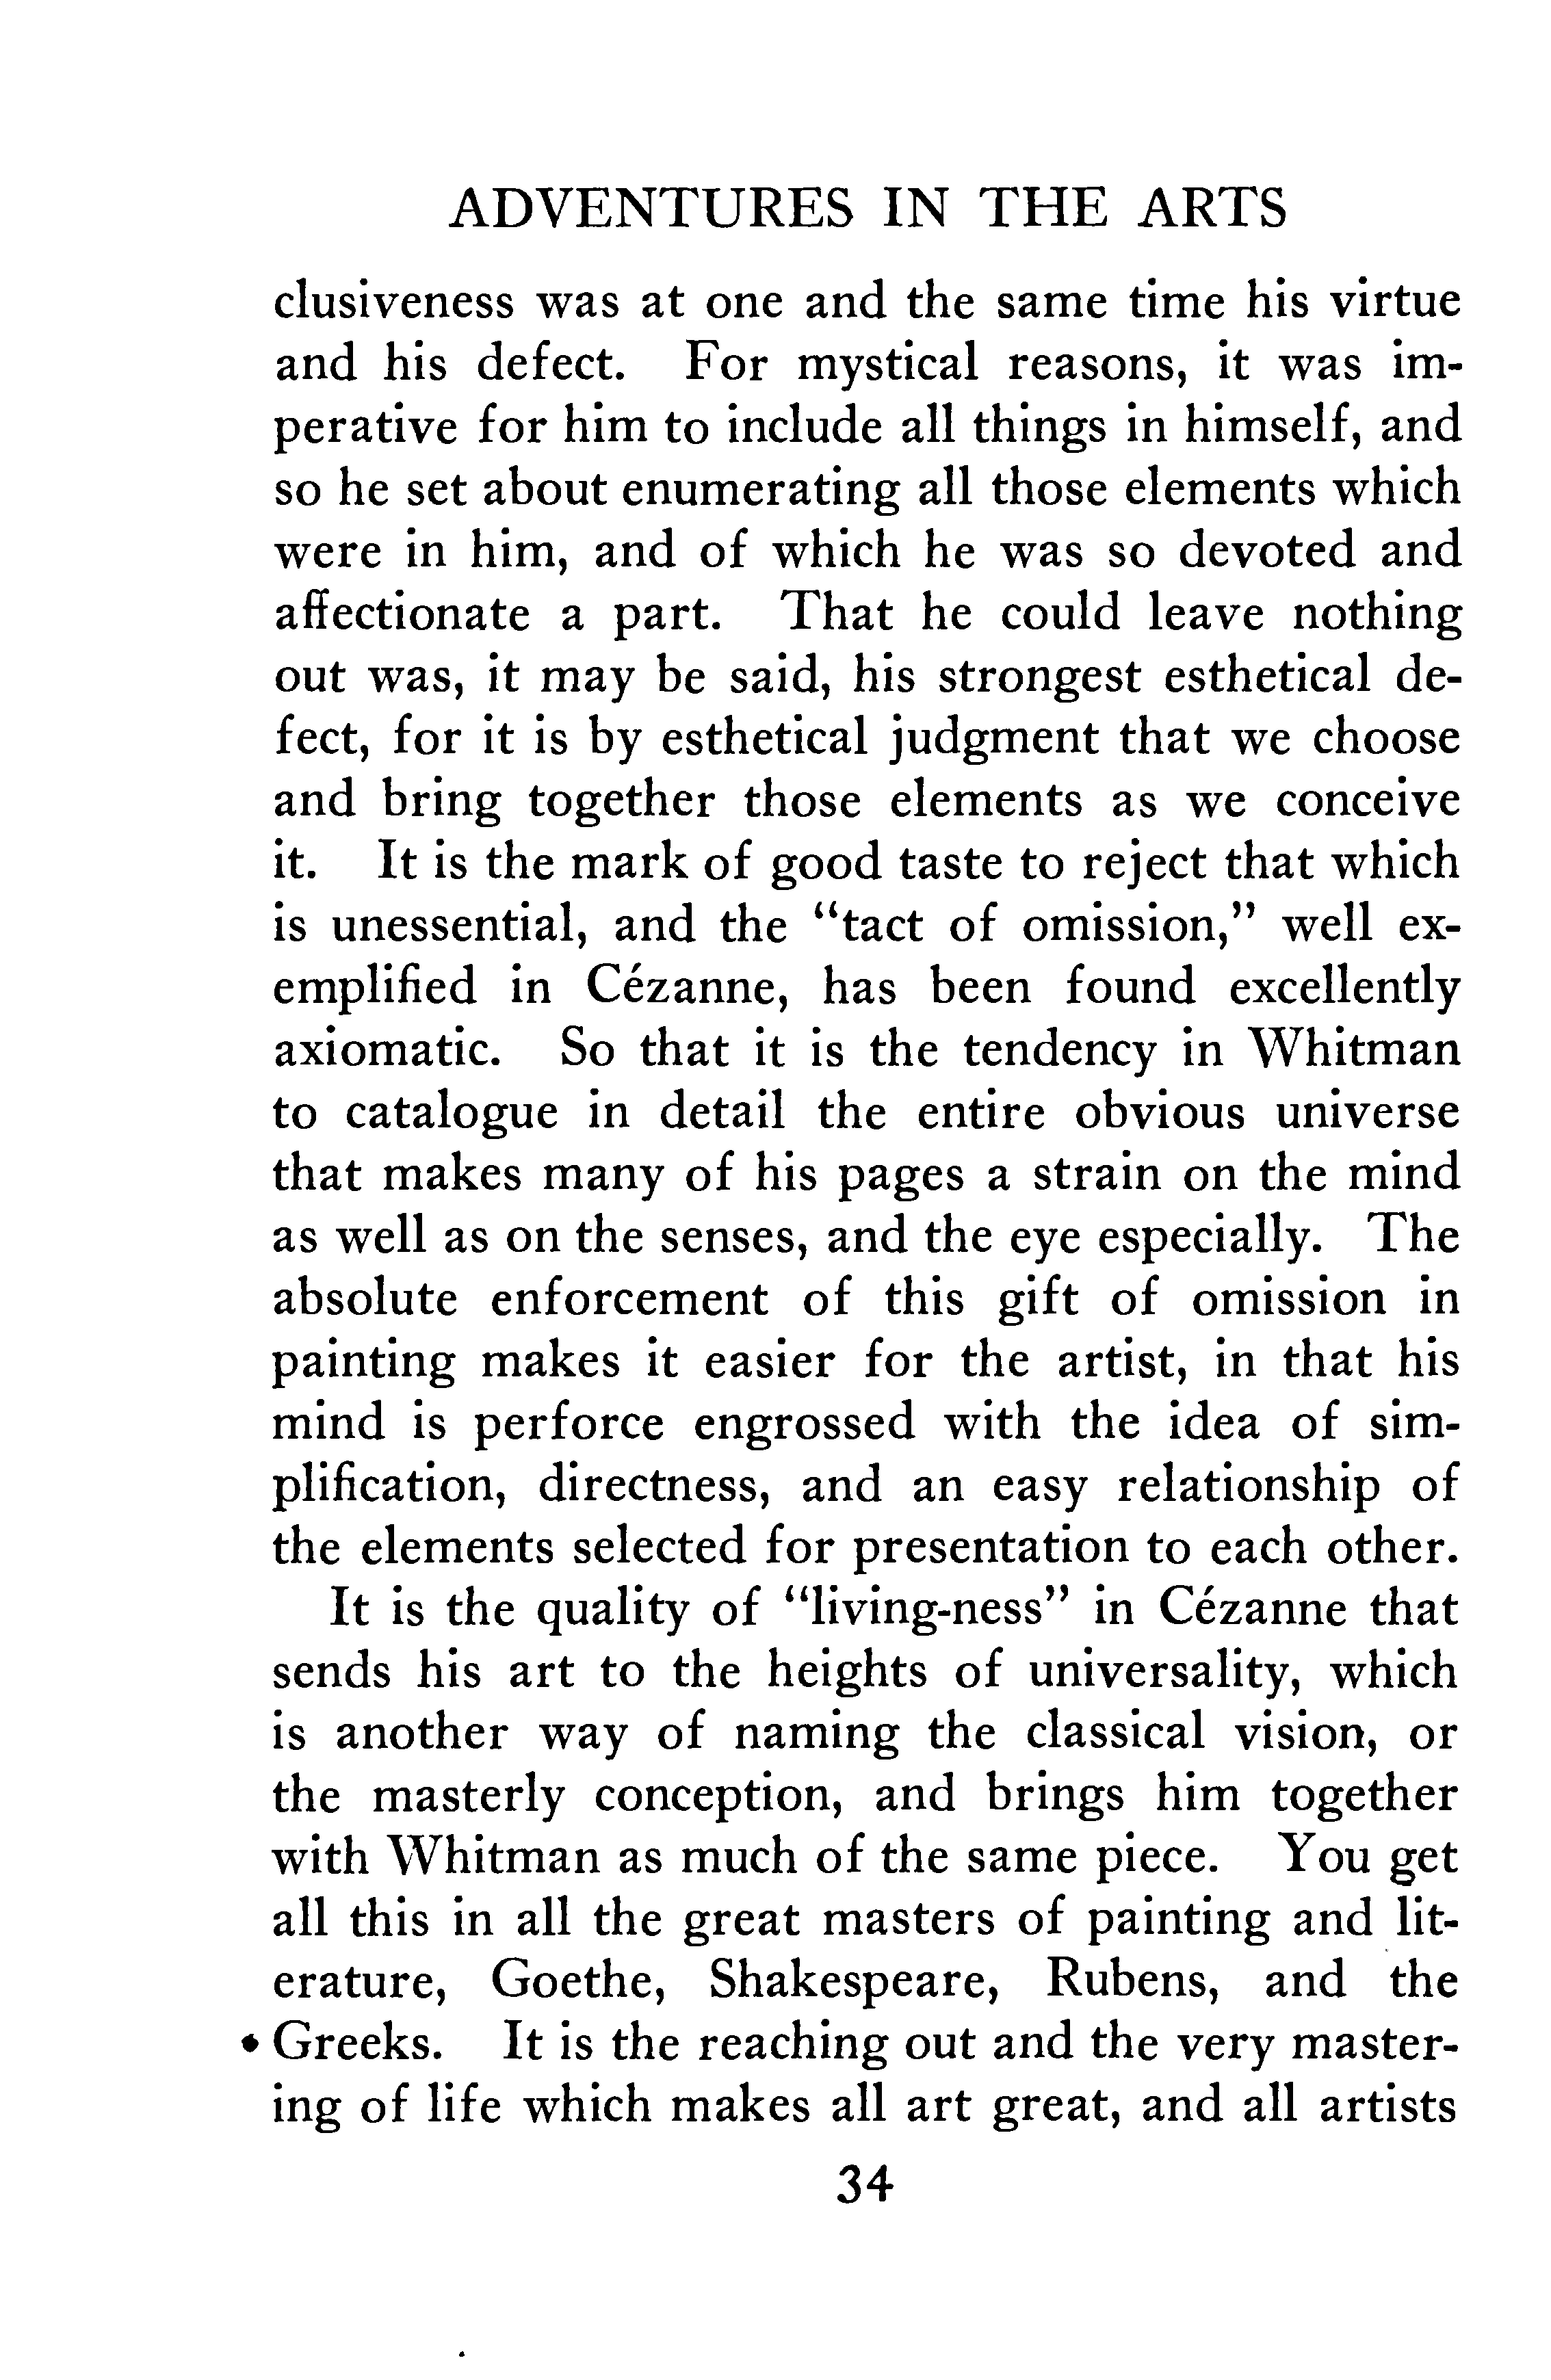 ADVENTURES IN THE ARTS
clusiveness was at one and the same time his virtue
and his defect. For mystical reasons, it was im-
perative for him to include all things in himself, and
so he set about enumerating all those elements which
were in him, and of which he was so devoted and
affectionate a part. That he could leave nothing
out was, it may be said, his strongest esthetical de-
fect, for it is by esthetical judgment that we choose
and bring together those elements as we conceive
it. It is the mark of good taste to reject that which
is unessential, and the “tact of omission,” well ex-
emplified in Cézanne, has been found excellently
axiomatic. So that it is the tendency in Whitman
to catalogue in detail the entire obvious universe
that makes many of his pages a strain on the mind
as well as on the senses, and the eye especially. The
absolute enforcement of this gift of omission in
painting makes it easier for the artist, in that his
mind is perforce engrossed with the idea of sim-
plification, directness, and an easy relationship of
the elements selected for presentation to each other.
It is the quality of “living-ness” in Cézanne that
sends his art to the heights of universality, which
is another way of naming the classical vision, or
the masterly conception, and brings him together
with Whitman as much of the same piece. You get
all this in all the great masters of painting and lit-
erature, Goethe, Shakespeare, Rubens, and the
Greeks. It is the reaching out and the very master-
ing of life which makes all art great, and all artists
34